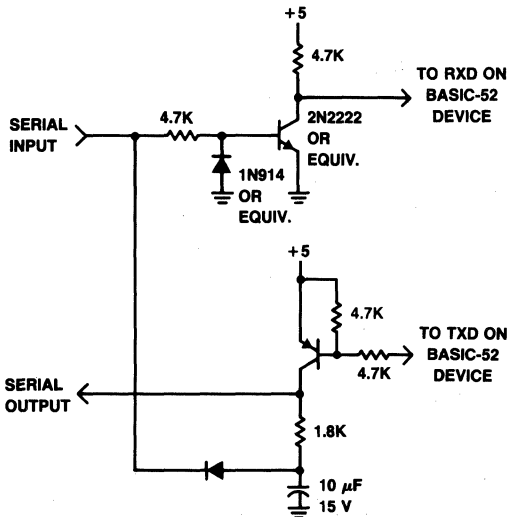 +5
4.7K
TO RXD ON
BASIC-52
DEVICE
SERIAL
INPUT
4.7K
2N2222
OR
EQUIV.
1N914
OR
EQUIV.
+5
4.7K
TO TXD ON
BASIC-52
DEVICE
4.7K
SERIAL
OUTPUT
1.8K
10 µF
15 V